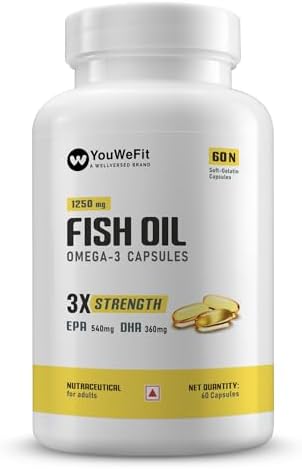 YouWeFit
A WELLVERSED BRAND
60 N
Soft-Gelatin
Capsules
1250 mg
FISH OIL
OMEGA-3 CAPSULES
3X STRENGTH
EPA 540mg DHA 360mg
NUTRACEUTICAL
for adults
NET QUANTITY:
60 Capsules